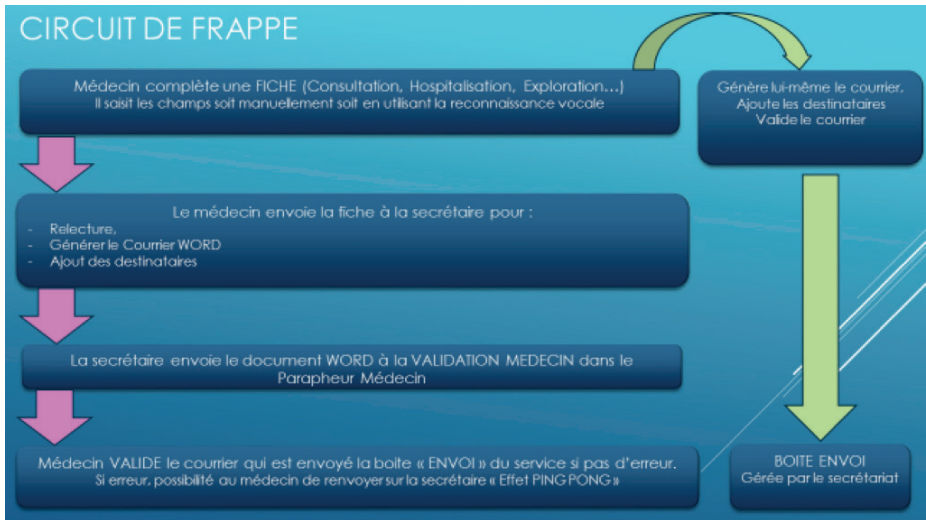 CIRCUIT DE FRAPPE
Médecin complète une FICHE (Consultation, Hospitalisation, Exploration...)
Il saisit les champs soit manuellement soit en utilisant la reconnaissance vocale
Génère lui-même le courrier.
Ajoute les destinataires
Valide le courrier
Le médecin envoie la fiche à la secrétaire pour :
- Relecture,
- Générer le Courrier WORD
- Ajout des destinataires
La secrétaire envoie le document WORD à la VALIDATION MEDECIN dans le
Parapheur Médecin
Médecin VALIDE le courrier qui est envoyé la boite « ENVOI » du service si pas d'erreur.
Si erreur, possibilité au médecin de renvoyer sur la secrétaire « Effet PING PONG »
BOITE ENVOI
Gérée par le secrétariat